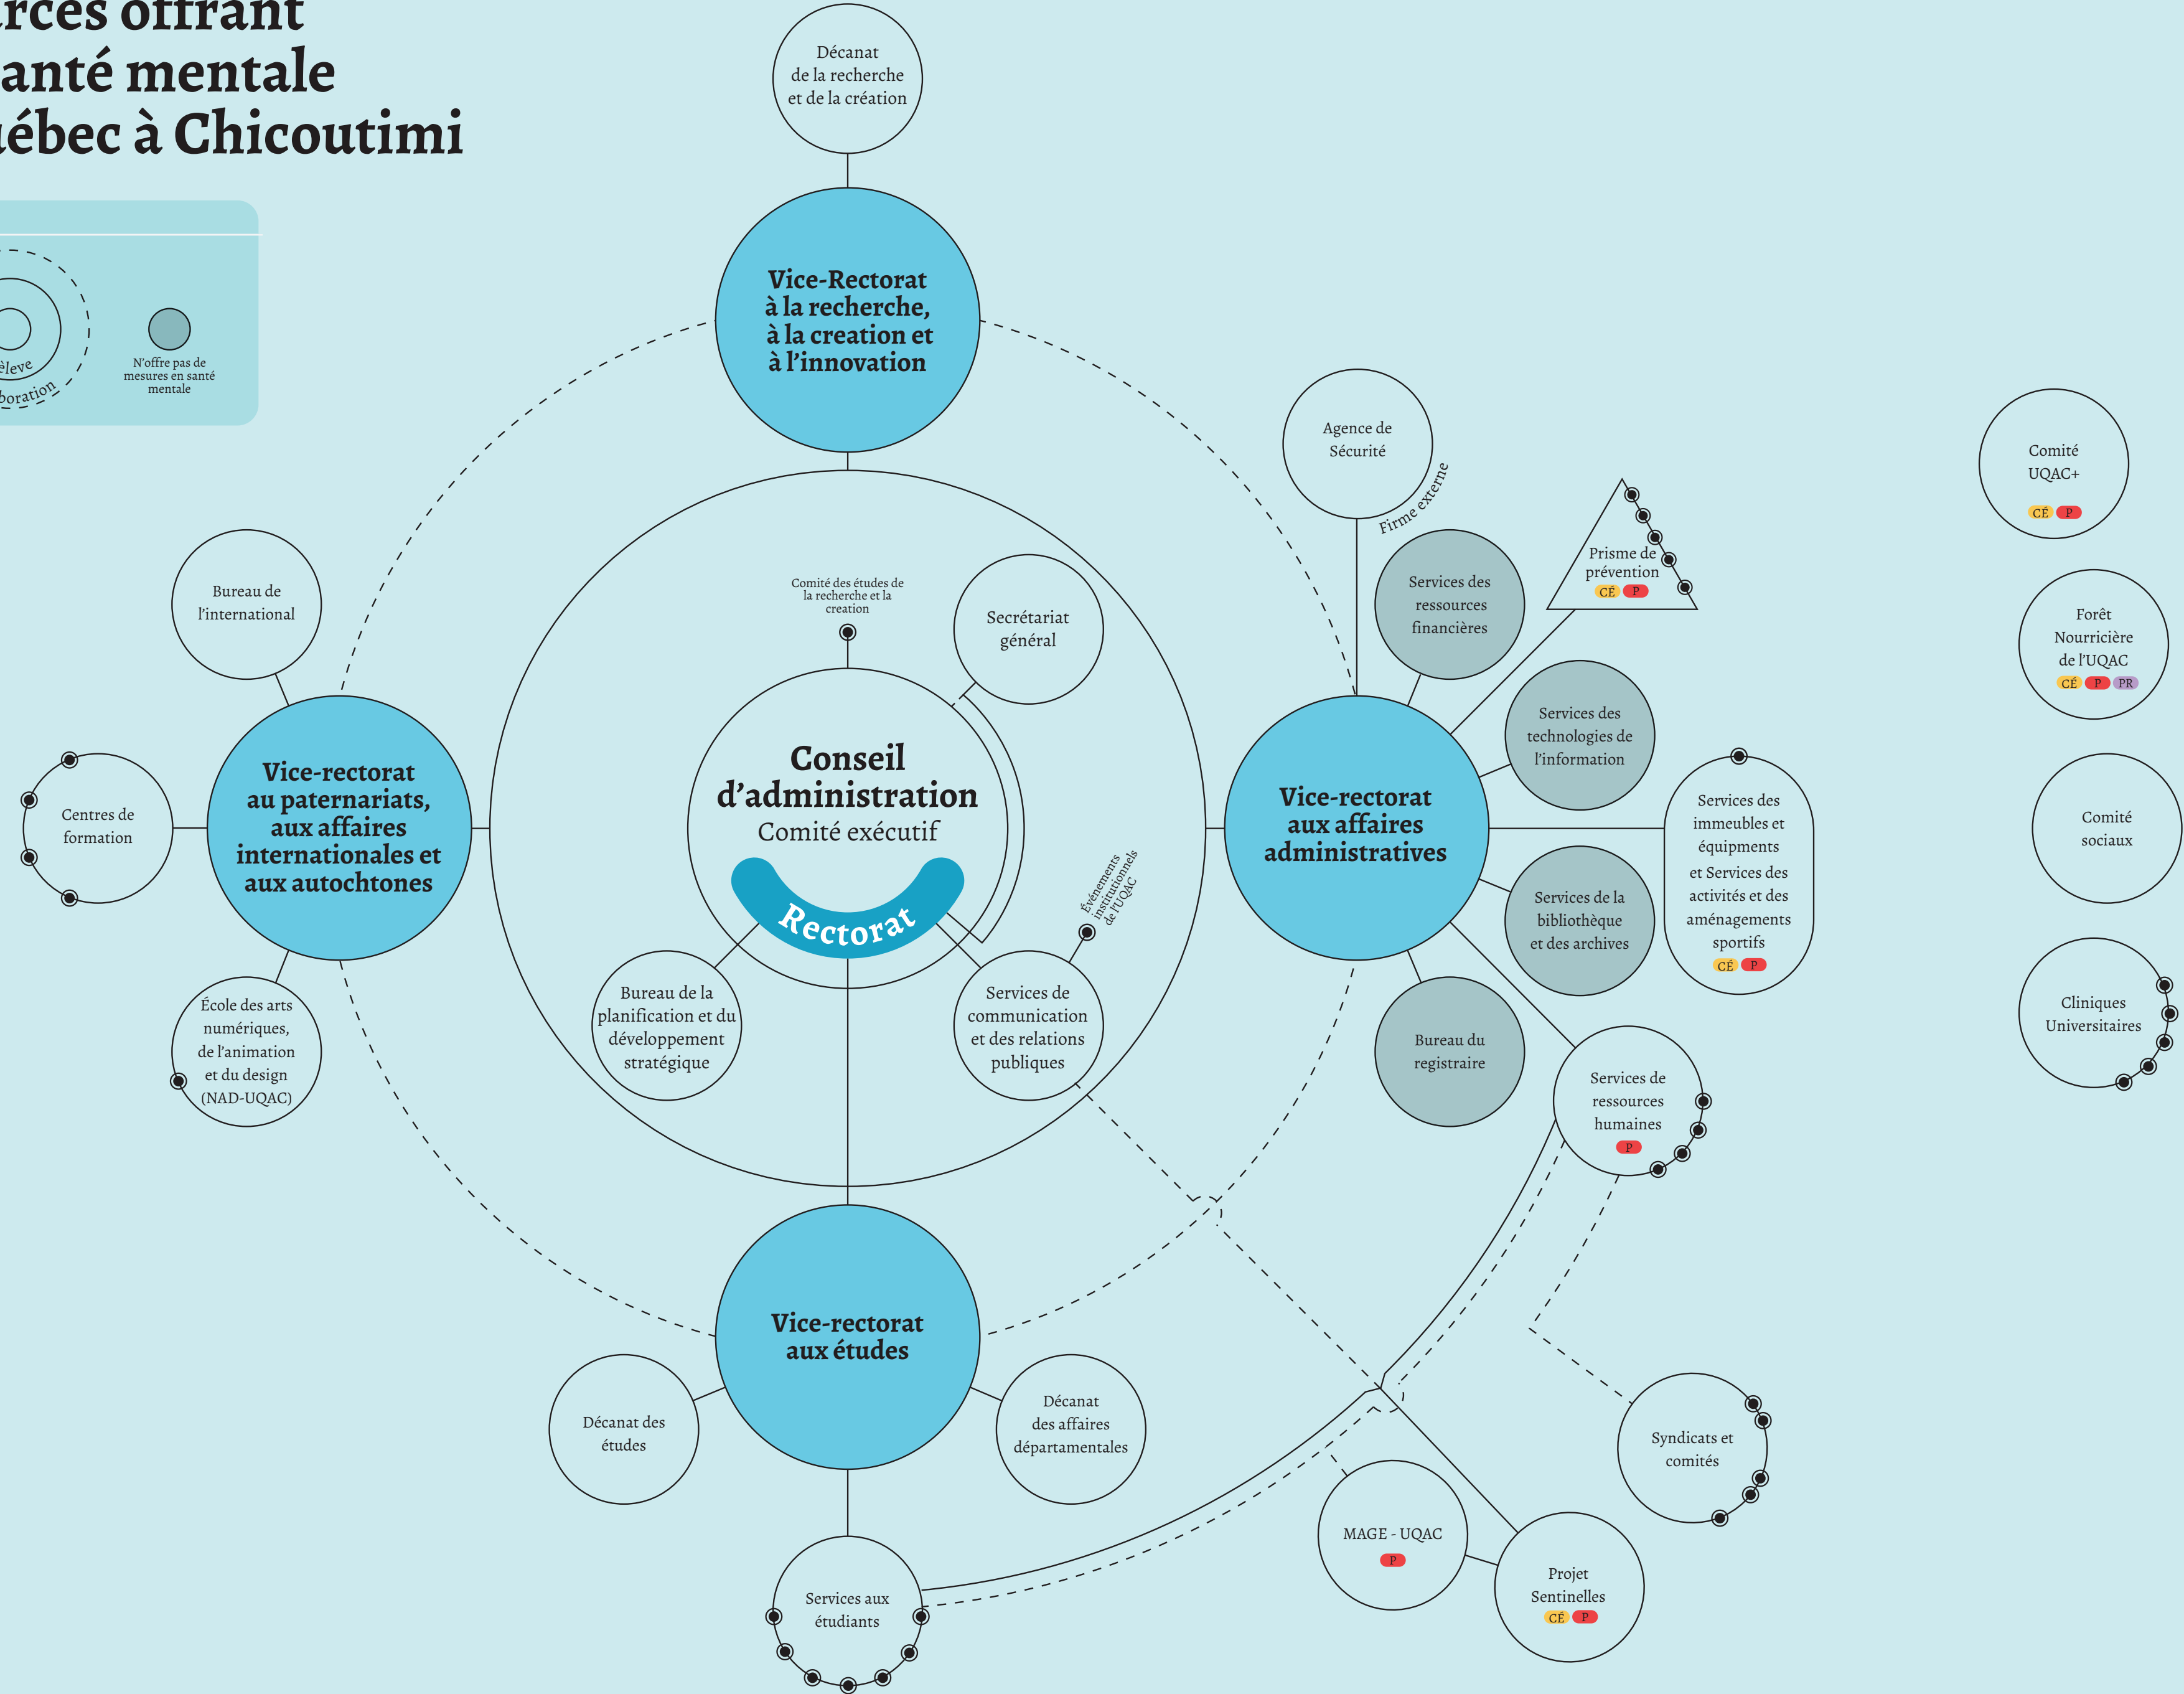 offrant
santé mentale
Québec à Chicoutimi
N'offre pas de
mesures en santé
mentale
Décanat
de la recherche
et de la création
Vice-Rectorat
à la recherche,
à la creation et
à l'innovation
Agence de
Sécurité
Firme externe
Services des
ressources
financières
Prisme de
prévention
CÉ P
Comité
UQAC+
CÉ P
Forêt
Nourricière
de l'UQAC
CÉ P PR
Comité
sociaux
Cliniques
Universitaires
Bureau de
l'international
Centres de
formation
Vice-rectorat
au paternariats,
aux affaires
internationales et
aux autochtones
École des arts
numériques,
de l'animation
et du design
(NAD-UQAC)
Comité des études de
la recherche et la
creation
Secrétariat
général
Conseil
d'administration
Comité exécutif
Rectorat
Événements
institutionnels
de l'UQAC
Bureau de la
planification et du
développement
stratégique
Services de
communication
et des relations
publiques
Vice-rectorat
aux affaires
administratives
Services des
technologies de
l'information
Services des
immeubles et
équipments
et Services des
activités et des
aménagements
sportifs
CÉ P
Services de la
bibliothèque
et des archives
Bureau du
registraire
Services de
ressources
humaines
P
Vice-rectorat
aux études
Décanat des
études
Décanat
des affaires
départamentales
Services aux
étudiants
MAGE - UQAC
P
Projet
Sentinelles
CÉ P
Syndicats et
comités